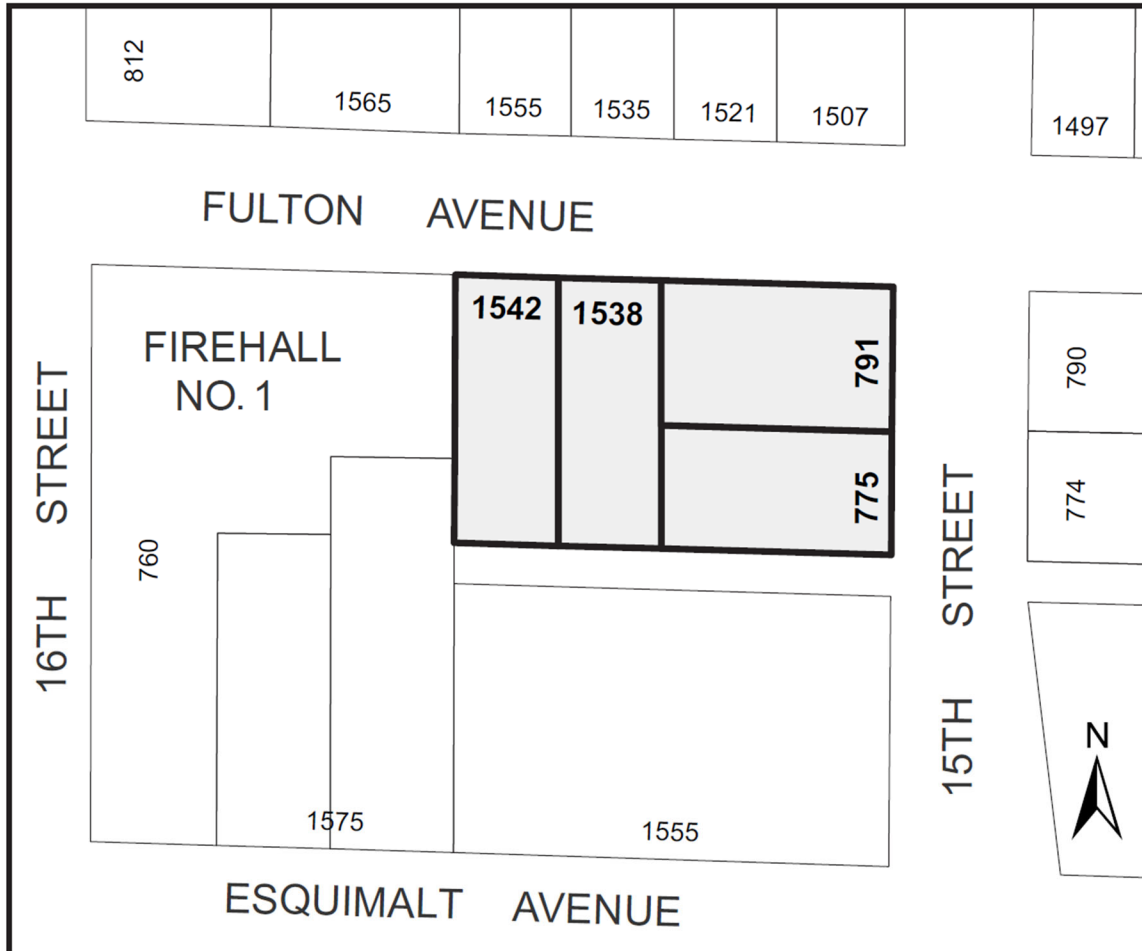 812
1565
1555
1535
1521
1507
1497
FULTON AVENUE
1542
1538
791
775
FIREHALL
NO. 1
790
774
16TH STREET
760
15TH STREET
N
1575
1555
ESQUIMALT AVENUE